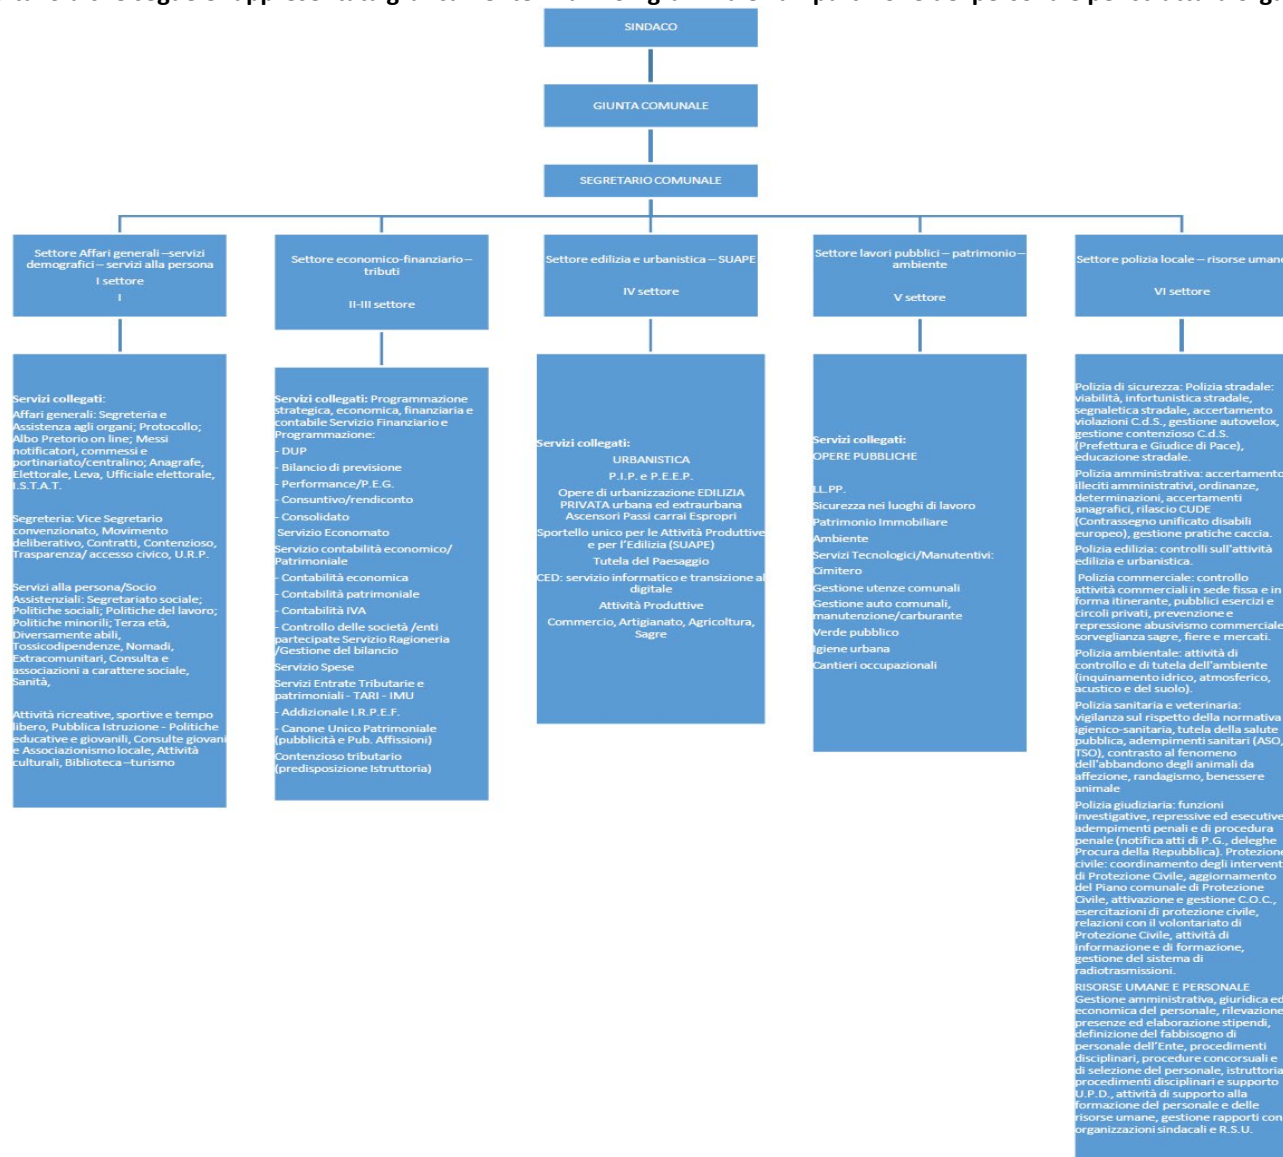 SINDACO
GIUNTA COMUNALE
SEGRETARIO COMUNALE
Settore Affari generali –servizi
demografici – servizi alla persona
I settore
I
Settore economico-finanziario –
tributi
II-III settore
Settore edilizia e urbanistica – SUAPE
IV settore
Settore lavori pubblici – patrimonio –
ambiente
V settore
Settore polizia locale – risorse umane
VI settore
Servizi collegati:
Affari generali: Segreteria e
Assistenza agli organi; Protocollo;
Albo Pretorio on line; Messi
notificatori, commessi e
portinariato/centralino; Anagrafe,
Elettorale, Leva, Ufficiale elettorale,
I.S.T.A.T.
Segreteria: Vice Segretario
convenzionato, Movimento
deliberativo, Contratti, Contenzioso,
Trasparenza/ accesso civico, U.R.P.
Servizi alla persona/Socio
Assistenziali: Segretariato sociale;
Politiche sociali; Politiche del lavoro;
Politiche minorili; Terza età,
Diversamente abili,
Tossicodipendenze, Nomadi,
Extracomunitari, Consulta e
associazioni a carattere sociale,
Sanità,
Attività ricreative, sportive e tempo
libero, Pubblica Istruzione - Politiche
educative e giovanili, Consulte giovani
e Associazionismo locale, Attività
culturali, Biblioteca –turismo
Servizi collegati: Programmazione
strategica, economica, finanziaria e
contabile Servizio Finanziario e
Programmazione:
- DUP
- Bilancio di previsione
- Performance/P.E.G.
- Consuntivo/rendiconto
- Consolidato
Servizio Economato
Servizio contabilità economico/
Patrimoniale
- Contabilità economica
- Contabilità patrimoniale
- Contabilità IVA
- Controllo delle società /enti
partecipate Servizio Ragioneria
/Gestione del bilancio
Servizio Spese
Servizi Entrate Tributarie e
patrimoniali - TARI - IMU
- Addizionale I.R.P.E.F.
- Canone Unico Patrimoniale
(pubblicità e Pub. Affissioni)
Contenzioso tributario
(predisposizione Istruttoria)
Servizi collegati:
URBANISTICA
P.I.P. e P.E.E.P.
Opere di urbanizzazione EDILIZIA
PRIVATA urbana ed extraurbana
Ascensori Passi carrai Espropri
Sportello unico per le Attività Produttive
e per l’Edilizia (SUAPE)
Tutela del Paesaggio
CED: servizio informatico e transizione al
digitale
Attività Produttive
Commercio, Artigianato, Agricoltura,
Sagre
Servizi collegati:
OPERE PUBBLICHE
LL.PP.
Sicurezza nei luoghi di lavoro
Patrimonio Immobiliare
Ambiente
Servizi Tecnologici/Manutentivi:
Cimitero
Gestione utenze comunali
Gestione auto comunali,
manutenzione/carburante
Verde pubblico
Igiene urbana
Cantieri occupazionali
Polizia di sicurezza: Polizia stradale:
viabilità, infortunistica stradale,
segnaletica stradale, accertamento
violazioni C.d.S., gestione autovelox,
gestione contenzioso C.d.S.
(Prefettura e Giudice di Pace),
educazione stradale.
Polizia amministrativa: accertamento
illeciti amministrativi, ordinanze,
determinazioni, accertamenti
anagrafici, rilascio CUDE
(Contrassegno unificato disabili
europeo), gestione pratiche caccia.
Polizia edilizia: controlli sull'attività
edilizia e urbanistica.
Polizia commerciale: controllo
attività commerciali in sede fissa e in
forma itinerante, pubblici esercizi e
circoli privati, prevenzione e
repressione abusivismo commerciale
sorveglianza sagre, fiere e mercati.
Polizia ambientale: attività di
controllo e di tutela dell'ambiente
(inquinamento idrico, atmosferico,
acustico e del suolo).
Polizia sanitaria e veterinaria:
vigilanza sul rispetto della normativa
igienico-sanitaria, tutela della salute
pubblica, adempimenti sanitari (ASO,
TSO), contrasto al fenomeno
dell'abbandono degli animali da
affezione, randagismo, benessere
animale
Polizia giudiziaria: funzioni
investigative, repressive ed esecutive
adempimenti penali e di procedura
penale (notifica atti di P.G., deleghe
Procura della Repubblica). Protezione
civile: coordinamento degli intervent
di Protezione Civile, aggiornamento
del Piano comunale di Protezione
Civile, attivazione e gestione C.O.C.,
esercitazioni di protezione civile,
relazioni con il volontariato di
Protezione Civile, attività di
informazione e di formazione,
gestione del sistema di
radiotrasmissioni.
RISORSE UMANE E PERSONALE
Gestione amministrativa, giuridica ed
economica del personale, rilevazione
presenze ed elaborazione stipendi,
definizione del fabbisogno di
personale dell’Ente, procedimenti
disciplinari, procedure concorsuali e
di selezione del personale, istruttoria
procedimenti disciplinari e supporto
U.P.D., attività di supporto alla
formazione del personale e delle
risorse umane, gestione rapporti con
organizzazioni sindacali e R.S.U.